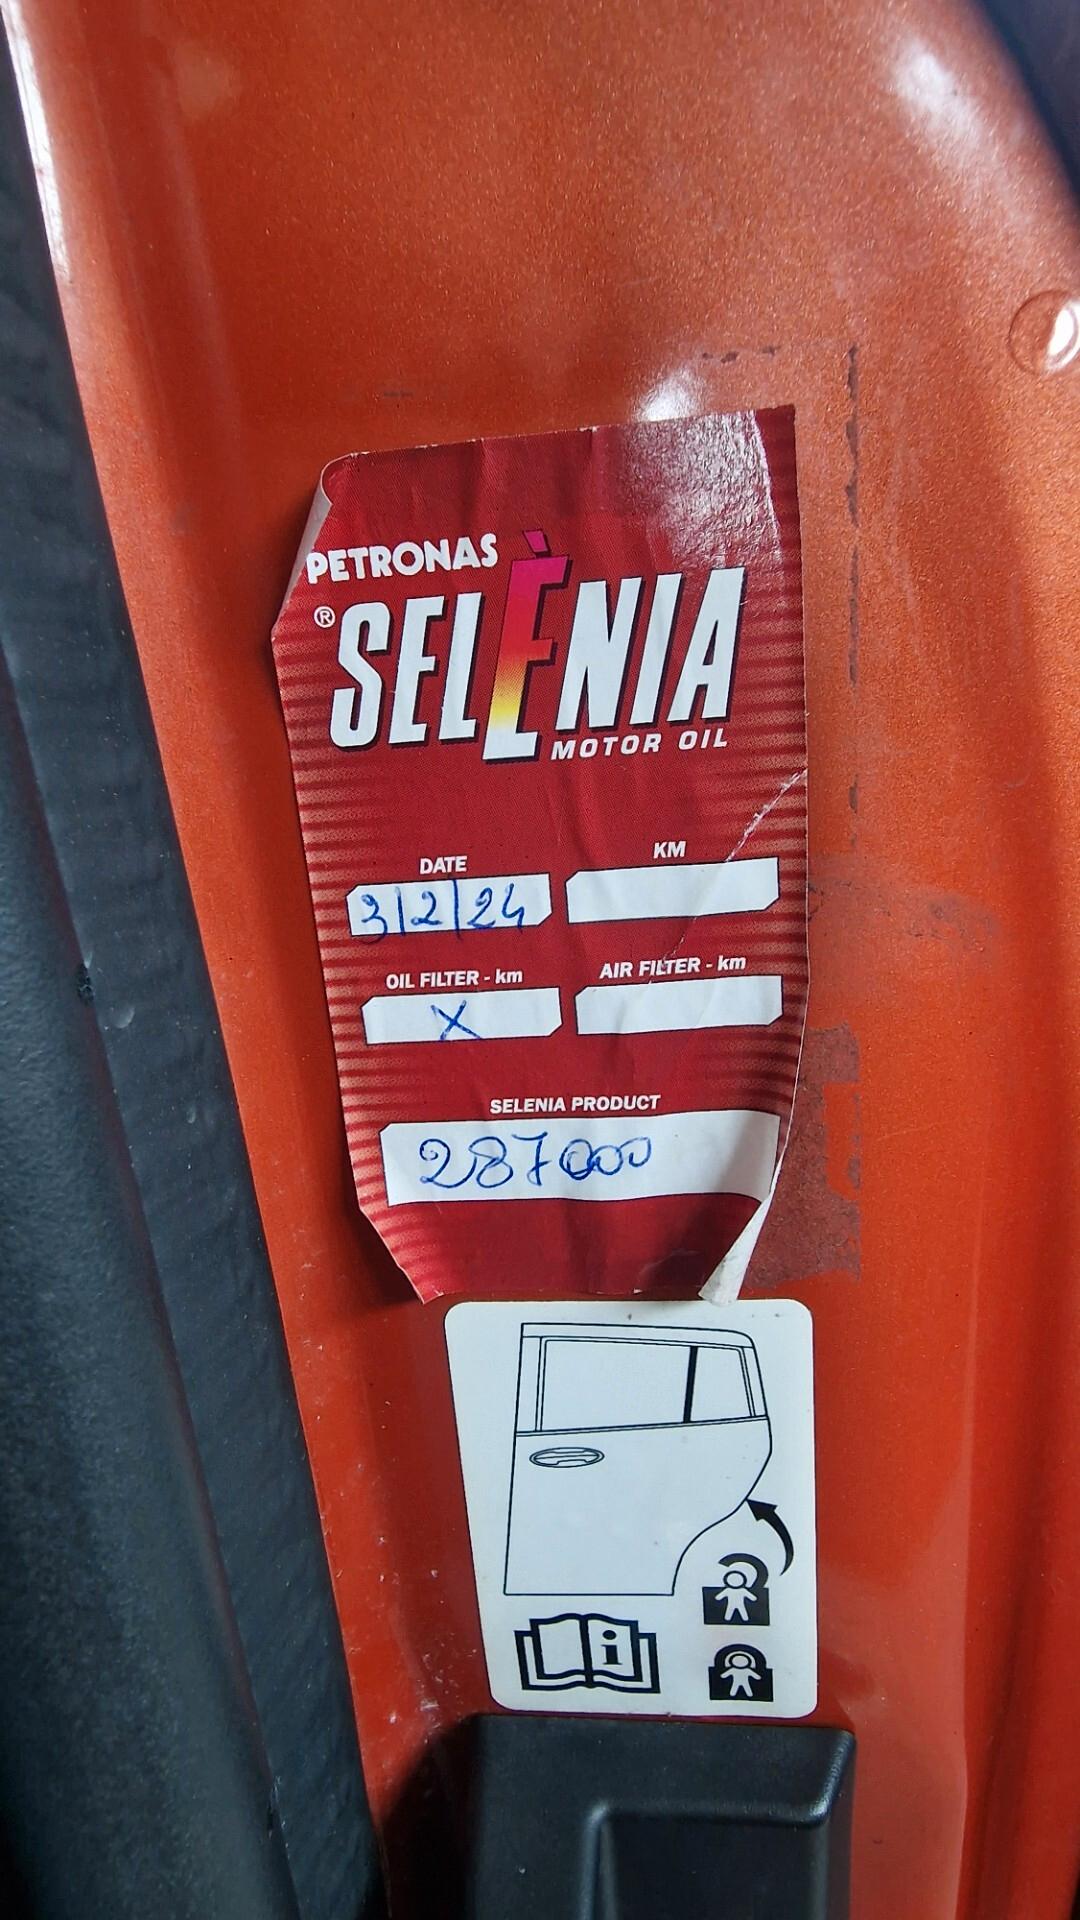 PETRONAS
® SELÈNIA
MOTOR OIL
DATE
KM
3/2/24
OIL FILTER - km
AIR FILTER - km
X
SELENIA PRODUCT
287000
i